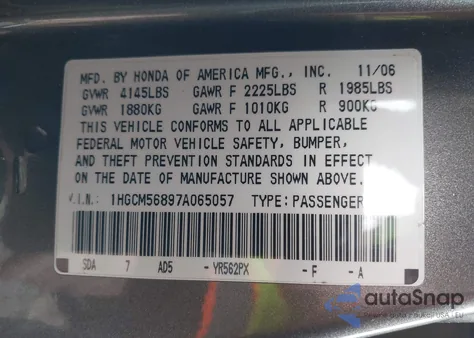 MFD. BY HONDA OF AMERICA MFG., INC. 11/06
GVWR 4145LBS GAWR F 2225LBS R 1985LBS
GVWR 1880KG GAWR F 1010KG R 900KG
THIS VEHICLE CONFORMS TO ALL APPLICABLE
FEDERAL MOTOR VEHICLE SAFETY, BUMPER,
AND THEFT PREVENTION STANDARDS IN EFFECT
ON THE DATE OF MANUFACTURE SHOWN ABOVE.
V.I.N.: 1HGCM56897A065057 TYPE: PASSENGER
SDA 7 AD5 -YR562PX -F -A
autoSnap